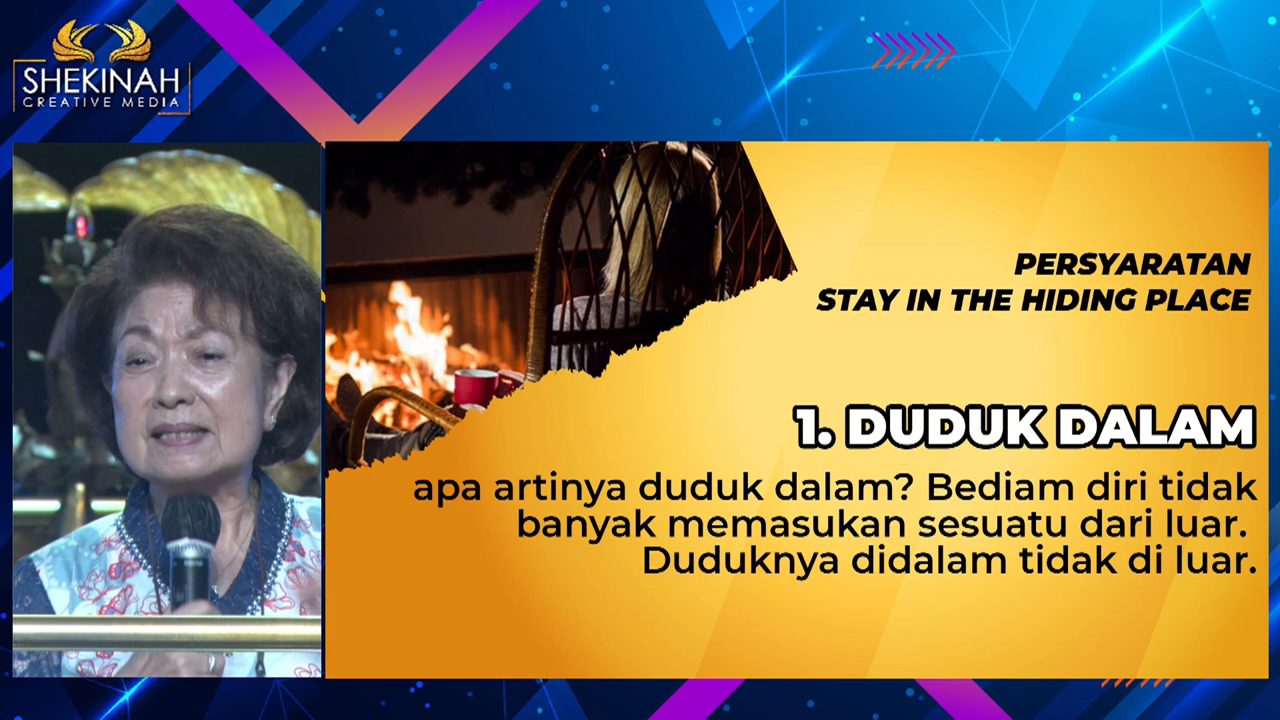 SHEKINAH
CREATIVE MEDIA
PERSYARATAN
STAY IN THE HIDING PLACE
1. DUDUK DALAM
apa artinya duduk dalam? Bediam diri tidak
banyak memasukan sesuatu dari luar.
Duduknya didalam tidak di luar.